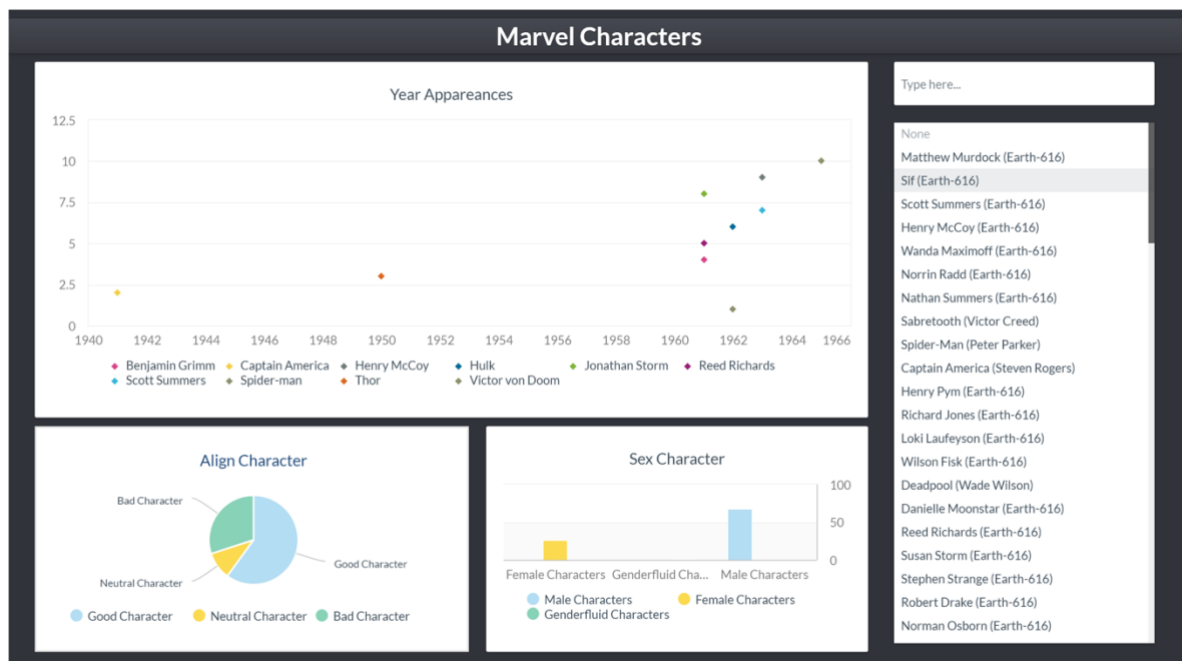 Marvel Characters
Year Appareances
12.5
10
7.5
5
2.5
0
1940 1942 1944 1946 1948 1950 1952 1954 1956 1958 1960 1962 1964 1966
Benjamin Grimm Captain America Henry McCoy Hulk Jonathan Storm Reed Richards
Scott Summers Spider-man Thor Victor von Doom
Align Character
Bad Character
Good Character
Neutral Character
Good Character Neutral Character Bad Character
Sex Character
100
50
0
Female Characters Genderfluid Cha... Male Characters
Male Characters Female Characters
Genderfluid Characters
Type here...
None
Matthew Murdock (Earth-616)
Sif (Earth-616)
Scott Summers (Earth-616)
Henry McCoy (Earth-616)
Wanda Maximoff (Earth-616)
Norrin Radd (Earth-616)
Nathan Summers (Earth-616)
Sabretooth (Victor Creed)
Spider-Man (Peter Parker)
Captain America (Steven Rogers)
Henry Pym (Earth-616)
Richard Jones (Earth-616)
Loki Laufeyson (Earth-616)
Wilson Fisk (Earth-616)
Deadpool (Wade Wilson)
Danielle Moonstar (Earth-616)
Reed Richards (Earth-616)
Susan Storm (Earth-616)
Stephen Strange (Earth-616)
Robert Drake (Earth-616)
Norman Osborn (Earth-616)